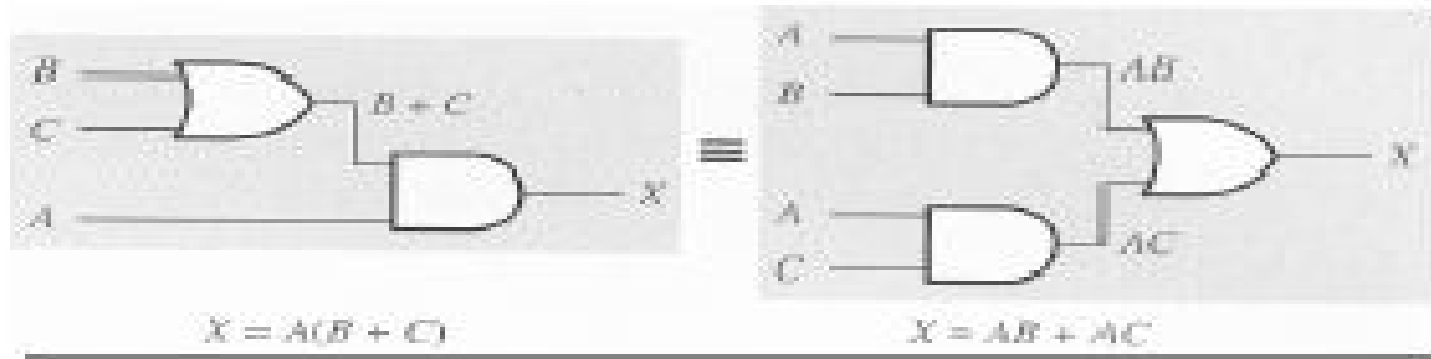 B
C
B + C
A
X
X = A(B + C)
≡
A
B
AB
A
C
AC
X
X = AB + AC